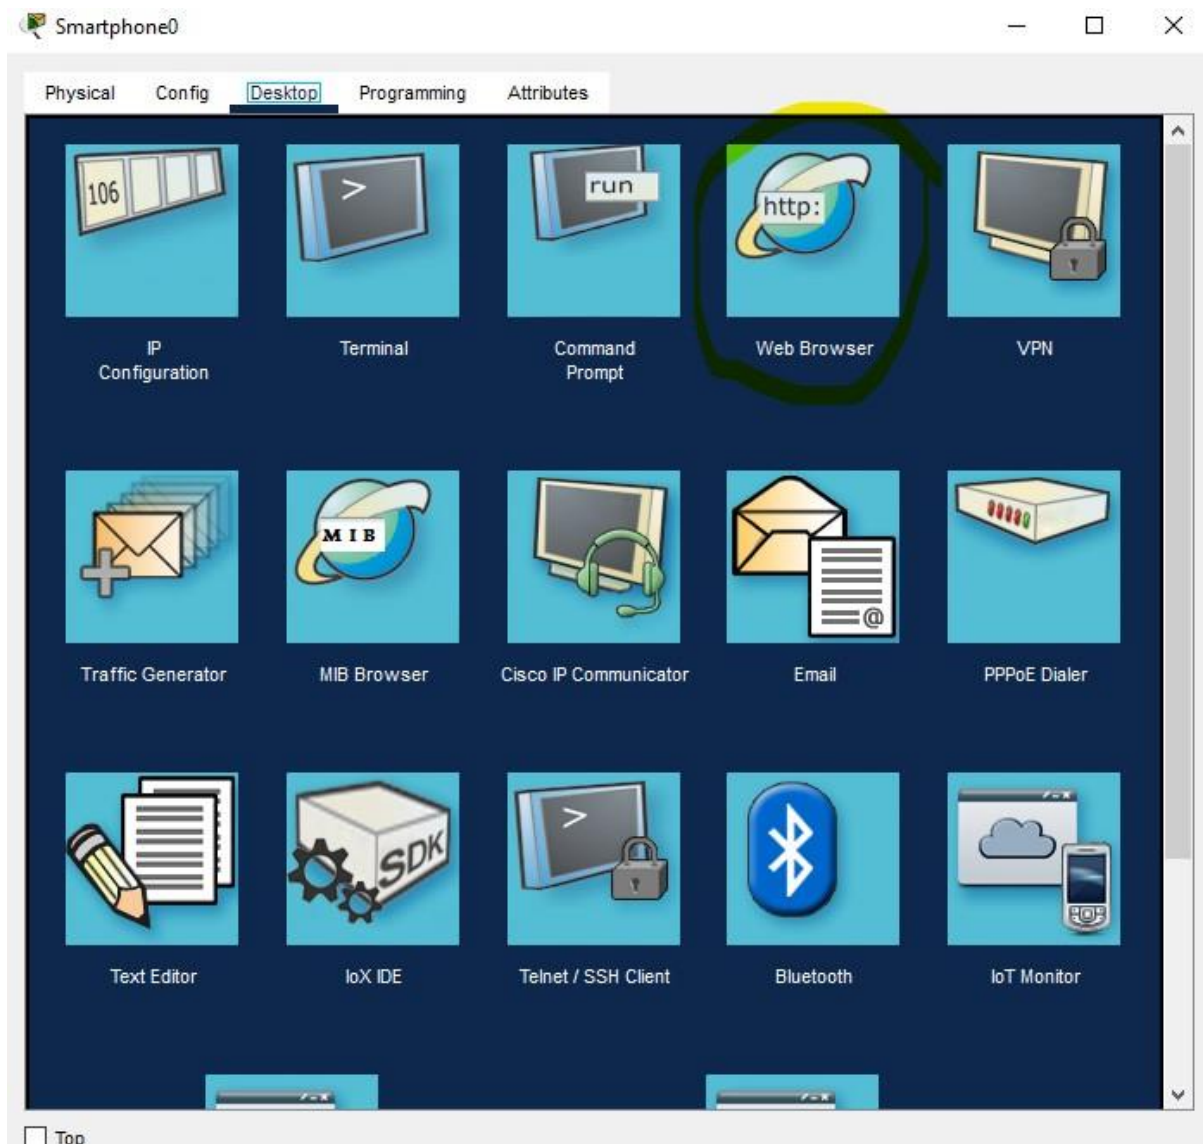 Smartphone0
Physical Config Desktop Programming Attributes
106
>
run
http:
IP
Configuration
Terminal
Command
Prompt
Web Browser
VPN
MIB
@
Traffic Generator
MIB Browser
Cisco IP Communicator
Email
PPPoE Dialer
SDK
>
Text Editor
IoX IDE
Telnet / SSH Client
Bluetooth
IoT Monitor
Top